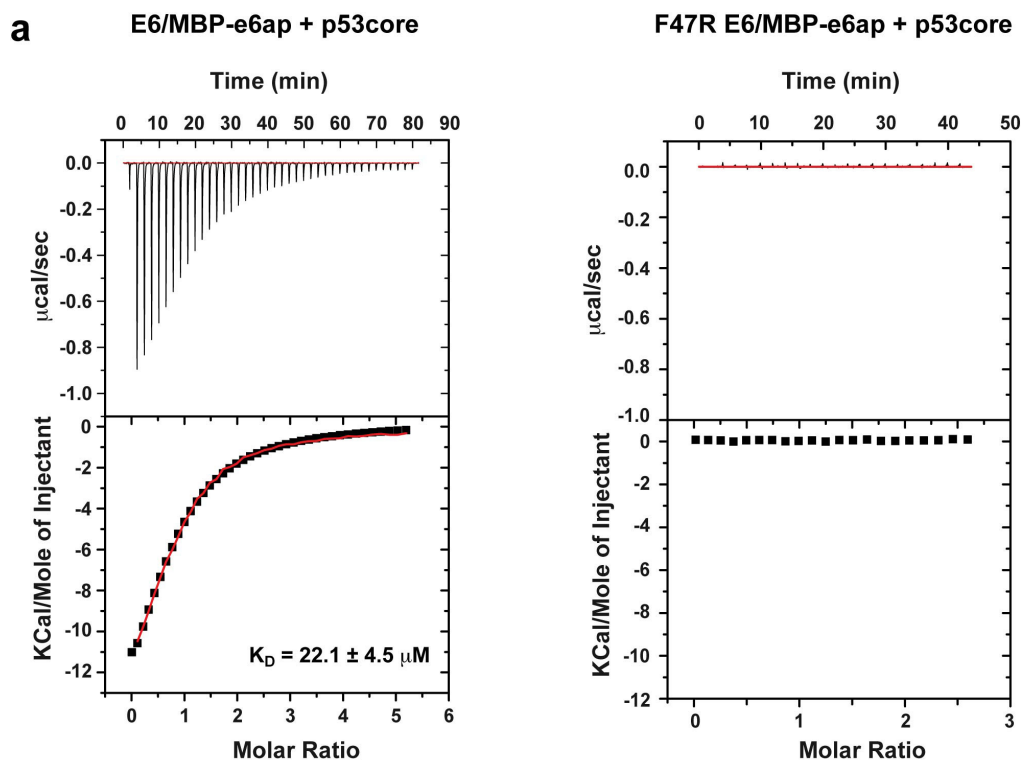 a
E6/MBP-e6ap + p53core
Time (min)
0 10 20 30 40 50 60 70 80 90
0.0
-0.2
-0.4
-0.6
-0.8
-1.0
µcal/sec
0
-2
-4
-6
-8
-10
-12
KCal/Mole of Injectant
K_D = 22.1 ± 4.5 µM
0 1 2 3 4 5 6
Molar Ratio
F47R E6/MBP-e6ap + p53core
Time (min)
0 10 20 30 40 50
0.0
-0.2
-0.4
-0.6
-0.8
-1.0
µcal/sec
0
-2
-4
-6
-8
-10
-12
KCal/Mole of Injectant
0 1 2 3
Molar Ratio